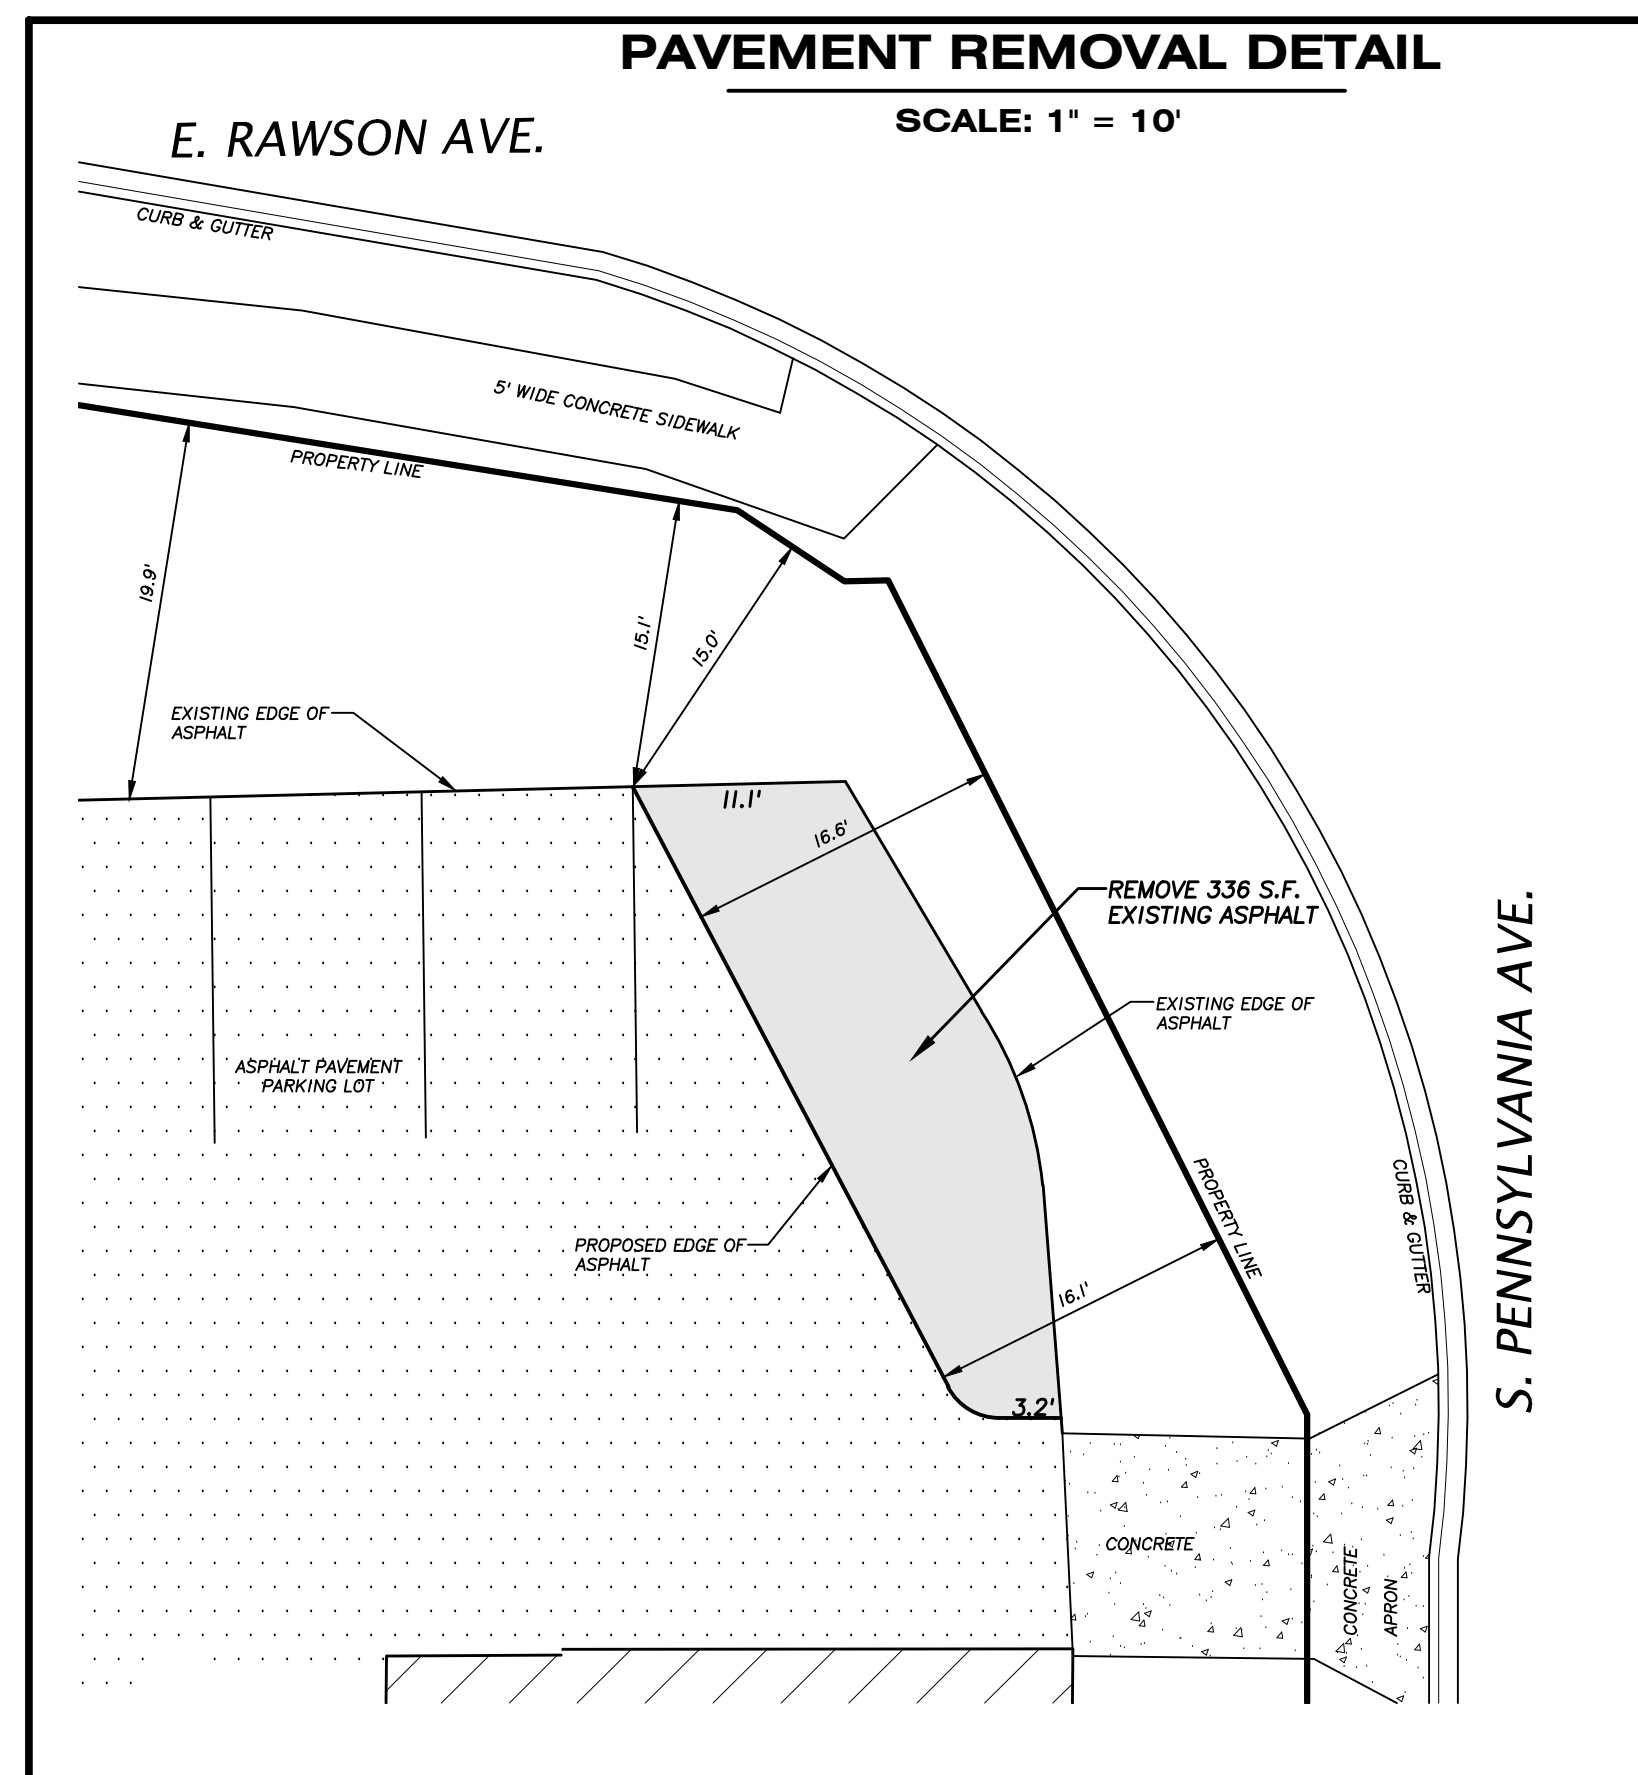 PAVEMENT REMOVAL DETAIL
SCALE: 1" = 10'
E. RAWSON AVE.
CURB & GUTTER
5' WIDE CONCRETE SIDEWALK
PROPERTY LINE
19.9'
15.1'
15.0'
EXISTING EDGE OF
ASPHALT
11.1'
16.6'
REMOVE 336 S.F.
EXISTING ASPHALT
EXISTING EDGE OF
ASPHALT
S. PENNSYLVANIA AVE.
ASPHALT PAVEMENT
PARKING LOT
PROPERTY LINE
CURB & GUTTER
PROPOSED EDGE OF
ASPHALT
16.1'
3.2'
CONCRETE
CONCRETE
APRON